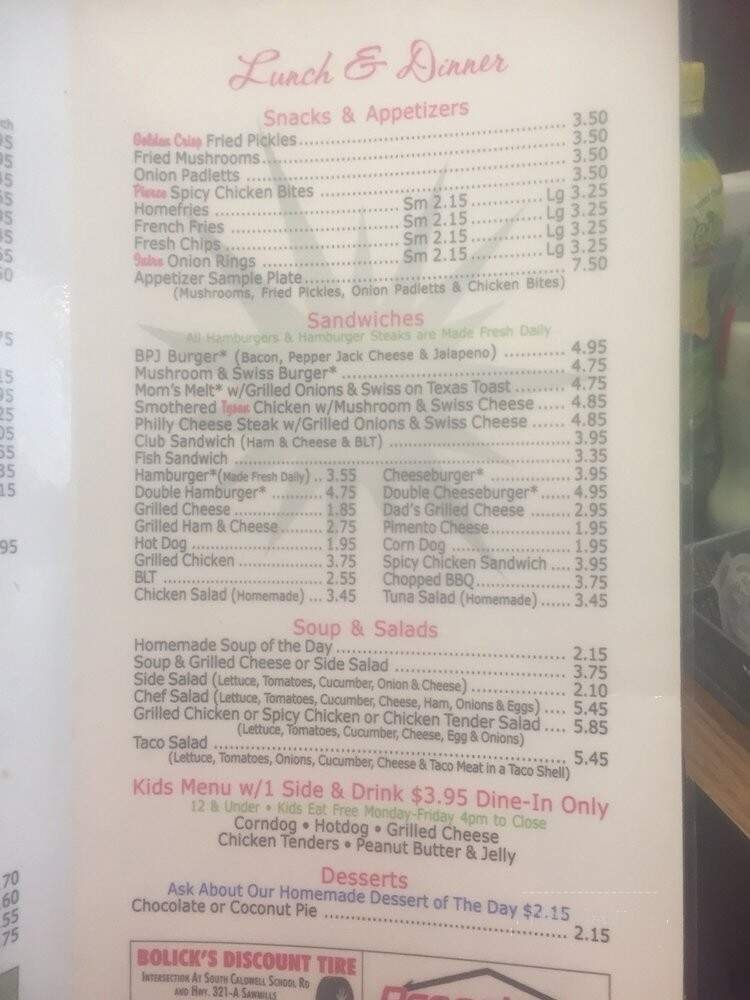 Lunch & Dinner
Snacks & Appetizers
Golden Crisp Fried Pickles 3.50
Fried Mushrooms 3.50
Onion Padletts 3.50
Pierce Spicy Chicken Bites 3.50
Homefries Sm 2.15 Lg 3.25
French Fries Sm 2.15 Lg 3.25
Fresh Chips Sm 2.15 Lg 3.25
Onion Rings Sm 2.15 Lg 3.25
Appetizer Sample Plate 7.50
(Mushrooms, Fried Pickles, Onion Padletts & Chicken Bites)
Sandwiches
All Hamburgers & Hamburger Steaks are Made Fresh Daily
BPJ Burger* (Bacon, Pepper Jack Cheese & Jalapeno) 4.95
Mushroom & Swiss Burger* 4.75
Mom's Melt* w/Grilled Onions & Swiss on Texas Toast 4.75
Smothered Tyson Chicken w/Mushroom & Swiss Cheese 4.85
Philly Cheese Steak w/Grilled Onions & Swiss Cheese 4.85
Club Sandwich (Ham & Cheese & BLT) 3.95
Fish Sandwich 3.35
Hamburger*(Made Fresh Daily) .. 3.55 Cheeseburger* 3.95
Double Hamburger* 4.75 Double Cheeseburger* 4.95
Grilled Cheese 1.85 Dad's Grilled Cheese 2.95
Grilled Ham & Cheese 2.75 Pimento Cheese 1.95
Hot Dog 1.95 Corn Dog 1.95
Grilled Chicken 3.75 Spicy Chicken Sandwich 3.95
BLT 2.55 Chopped BBQ 3.75
Chicken Salad (Homemade) 3.45 Tuna Salad (Homemade) 3.45
Soup & Salads
Homemade Soup of the Day 2.15
Soup & Grilled Cheese or Side Salad 3.75
Side Salad (Lettuce, Tomatoes, Cucumber, Onion & Cheese) 2.10
Chef Salad (Lettuce, Tomatoes, Cucumber, Cheese, Ham, Onions & Eggs) 5.45
Grilled Chicken or Spicy Chicken or Chicken Tender Salad 5.85
(Lettuce, Tomatoes, Cucumber, Cheese, Egg & Onions)
Taco Salad 5.45
(Lettuce, Tomatoes, Onions, Cucumber, Cheese & Taco Meat in a Taco Shell)
Kids Menu w/1 Side & Drink $3.95 Dine-In Only
12 & Under • Kids Eat Free Monday-Friday 4pm to Close
Corndog • Hotdog • Grilled Cheese
Chicken Tenders • Peanut Butter & Jelly
Desserts
Ask About Our Homemade Dessert of The Day $2.15
Chocolate or Coconut Pie 2.15
BOLICK'S DISCOUNT TIRE
INTERSECTION AT SOUTH CALDWELL SCHOOL RD
AND HWY. 321-A SAWMILLS